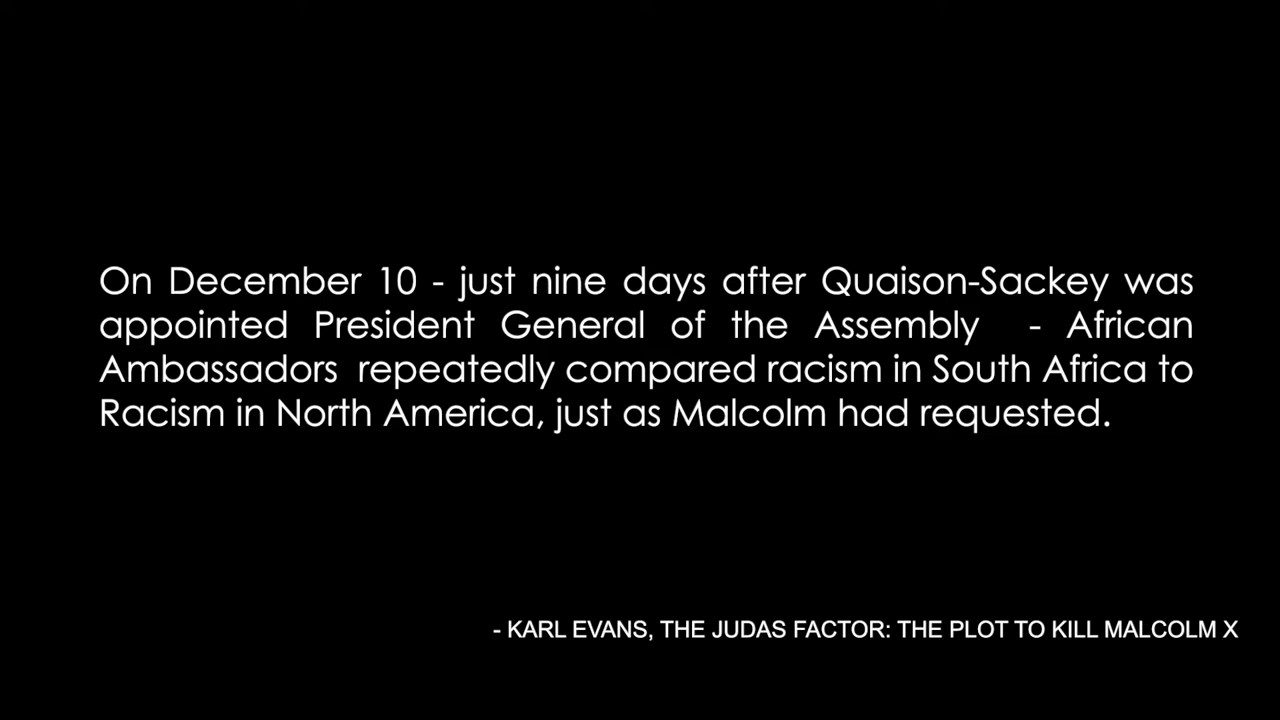 On December 10 - just nine days after Quaison-Sackey was
appointed President General of the Assembly - African
Ambassadors repeatedly compared racism in South Africa to
Racism in North America, just as Malcolm had requested.
- KARL EVANS, THE JUDAS FACTOR: THE PLOT TO KILL MALCOLM X